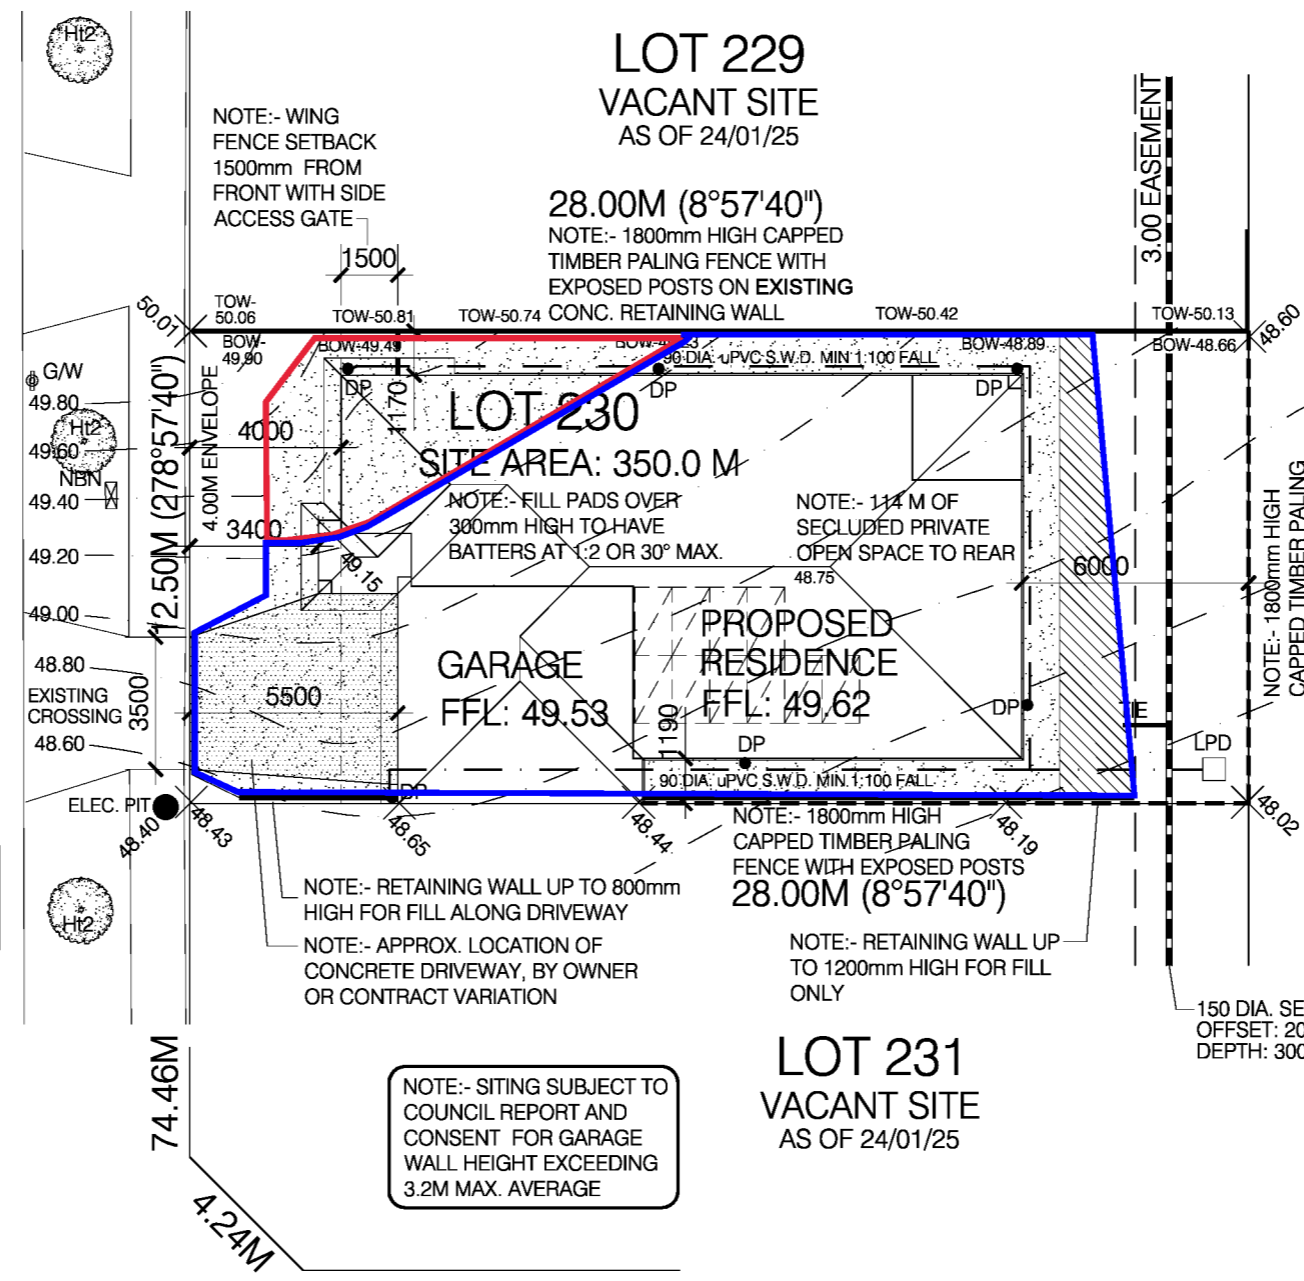 Ht2
LOT 229
VACANT SITE
AS OF 24/01/25
NOTE:- WING
FENCE SETBACK
1500mm FROM
FRONT WITH SIDE
ACCESS GATE
1500
28.00M (8°57'40")
NOTE:- 1800mm HIGH CAPPED
TIMBER PALING FENCE WITH
EXPOSED POSTS ON EXISTING
CONC. RETAINING WALL
3.00 EASEMENT
50.01
TOW-
50.06
TOW-50.81
TOW-50.74
TOW-50.42
TOW-50.13
48.60
BOW-
49.90
BOW-49.49
BOW-48.89
BOW-48.66
90 DIA. uPVC S.W.D. MIN 1:100 FALL
G/W
49.80
Ht2
49.60
NBN
49.40
49.20
49.00
48.80
EXISTING
CROSSING
48.60
3500
12.50M (278°57'40")
4.00M ENVELOPE
4000
3400
DP
DP
DP
1170
LOT 230
SITE AREA: 350.0 M
NOTE:- FILL PADS OVER
300mm HIGH TO HAVE
BATTERS AT 1:2 OR 30° MAX.
NOTE:- 114 M OF
SECLUDED PRIVATE
OPEN SPACE TO REAR
48.75
49.15
6000
NOTE:- 1800mm HIGH
CAPPED TIMBER PALING
PROPOSED
RESIDENCE
FFL: 49.62
GARAGE
FFL: 49.53
5500
1190
DP
DP
DP
IE
LPD
90 DIA. uPVC S.W.D. MIN 1:100 FALL
ELEC. PIT
48.40
48.43
48.65
48.44
48.19
48.02
NOTE:- 1800mm HIGH
CAPPED TIMBER PALING
FENCE WITH EXPOSED POSTS
28.00M (8°57'40")
Ht2
NOTE:- RETAINING WALL UP TO 800mm
HIGH FOR FILL ALONG DRIVEWAY
NOTE:- APPROX. LOCATION OF
CONCRETE DRIVEWAY, BY OWNER
OR CONTRACT VARIATION
NOTE:- RETAINING WALL UP
TO 1200mm HIGH FOR FILL
ONLY
150 DIA. SE
OFFSET: 20
DEPTH: 300
LOT 231
VACANT SITE
AS OF 24/01/25
74.46M
4.24M
NOTE:- SITING SUBJECT TO
COUNCIL REPORT AND
CONSENT FOR GARAGE
WALL HEIGHT EXCEEDING
3.2M MAX. AVERAGE